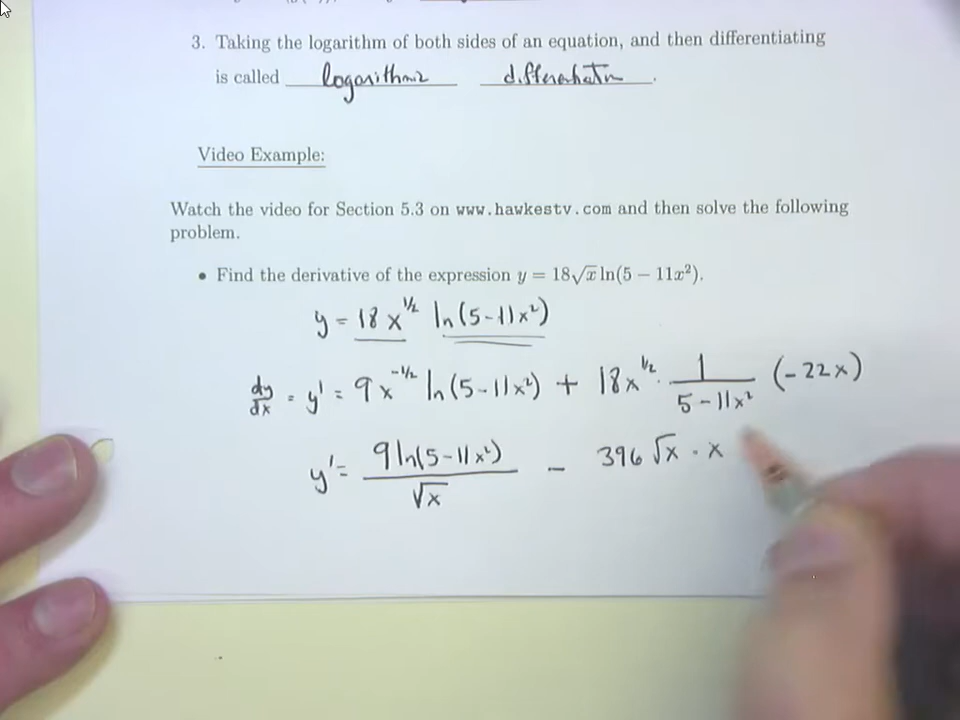 3. Taking the logarithm of both sides of an equation, and then differentiating
is called logarithmic differentiation.
Video Example:
Watch the video for Section 5.3 on www.hawkestv.com and then solve the following
problem.
• Find the derivative of the expression y = 18√x ln(5 − 11x²).
y = 18x^{1/2} ln(5-11x²)
dy/dx = y' = 9x^{-1/2} ln(5-11x²) + 18x^{1/2} · 1/(5-11x²) (-22x)
y' = 9ln(5-11x²)/√x - 396√x · x